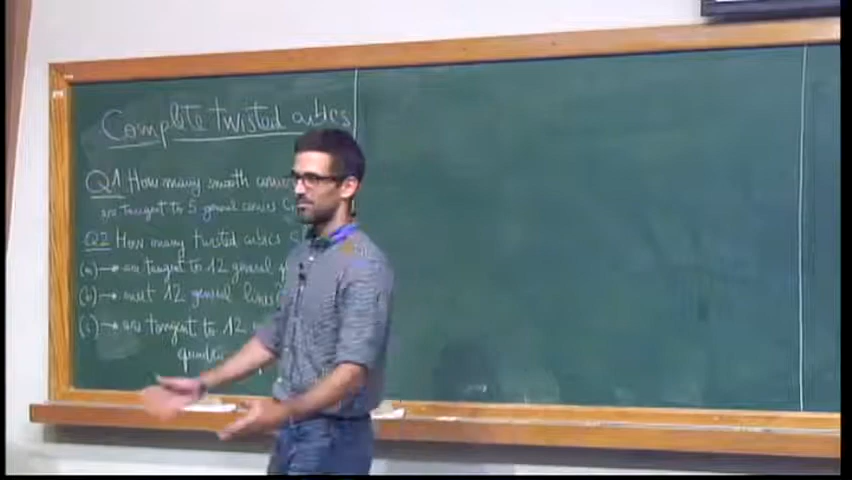 Complete twisted cubics
Q1 How many smooth conics
are tangent to 5 general conics
Q2 How many twisted cubics
(a) → are tangent to 12 general
(b) → meet 12 general lines?
(c) → are tangent to 12